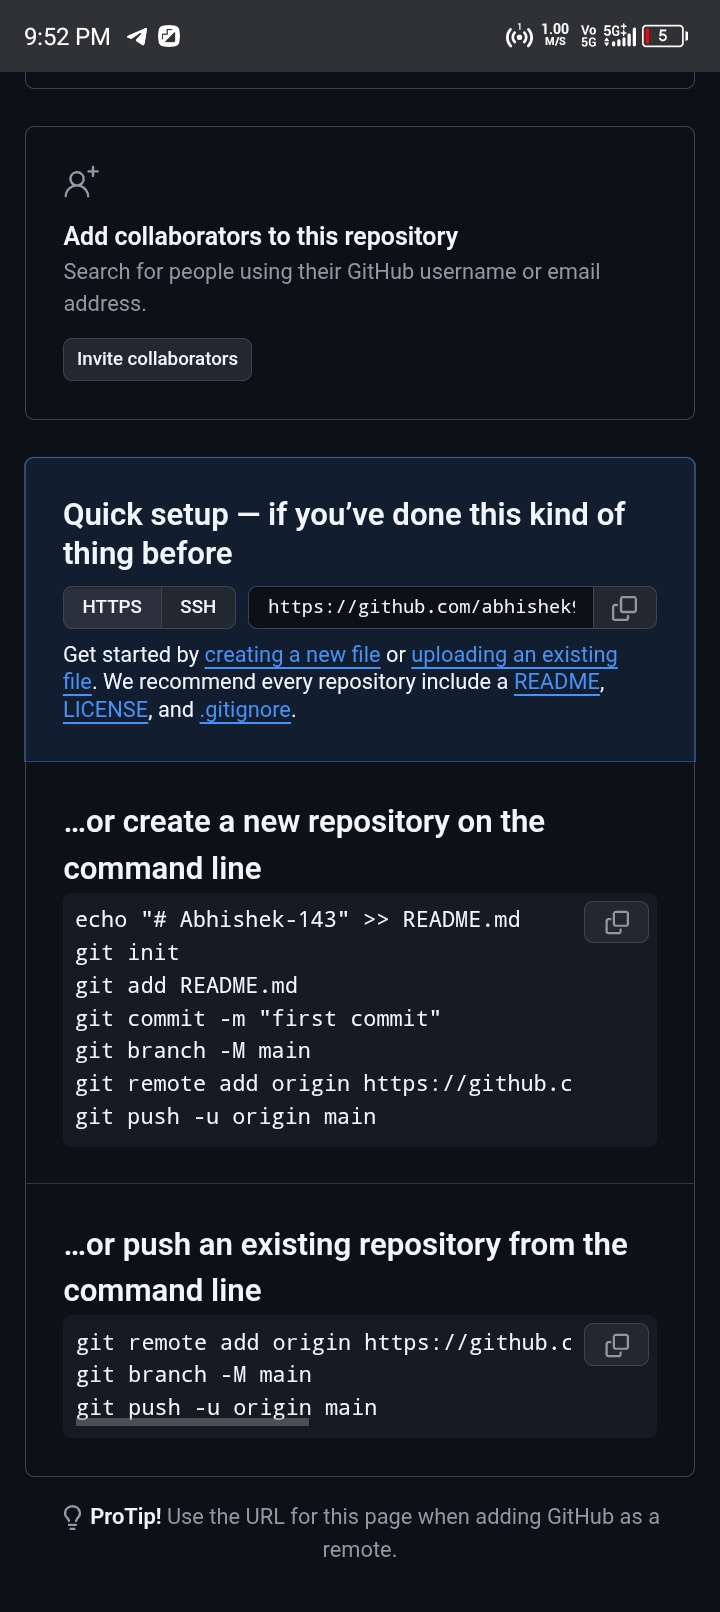 9:52 PM 1 1.00 M/S Vo 5G 5G 5
Add collaborators to this repository
Search for people using their GitHub username or email
address.
Invite collaborators
Quick setup — if you’ve done this kind of
thing before
HTTPS SSH https://github.com/abhishek
Get started by creating a new file or uploading an existing
file. We recommend every repository include a README,
LICENSE, and .gitignore.
…or create a new repository on the
command line
echo "# Abhishek-143" >> README.md
git init
git add README.md
git commit -m "first commit"
git branch -M main
git remote add origin https://github.c
git push -u origin main
…or push an existing repository from the
command line
git remote add origin https://github.c
git branch -M main
git push -u origin main
ProTip! Use the URL for this page when adding GitHub as a
remote.